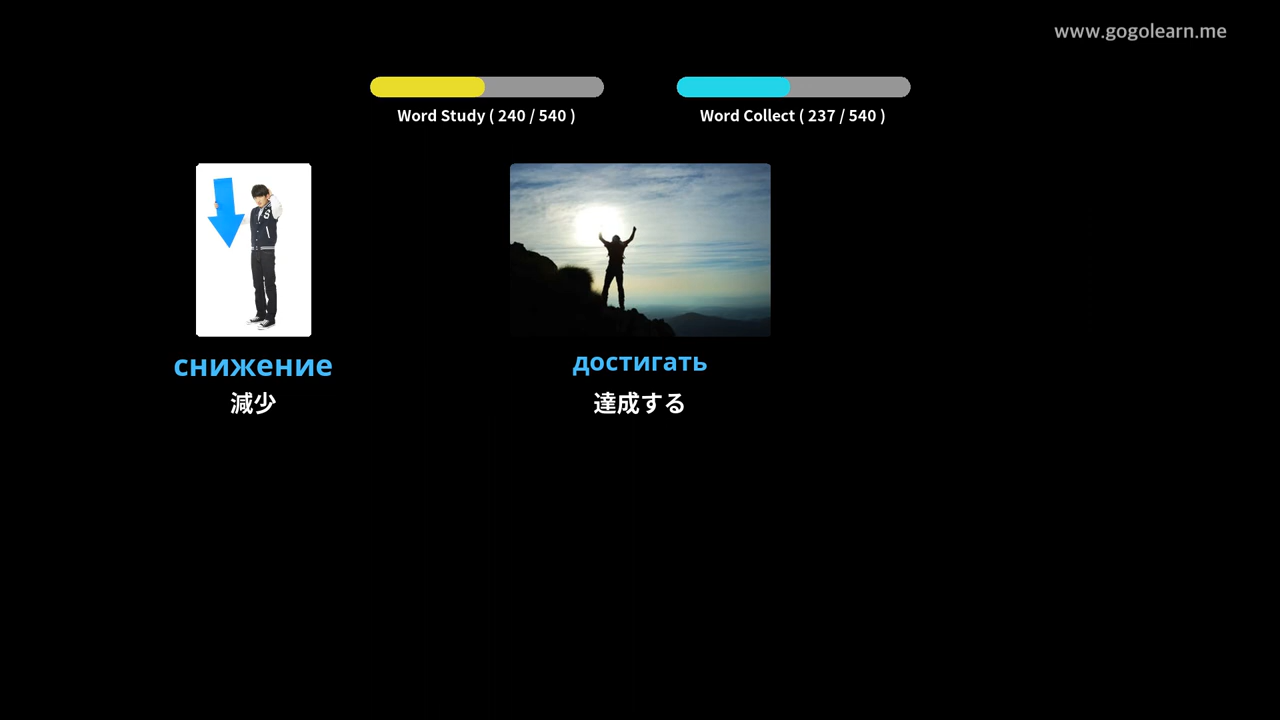 www.gogolearn.me
Word Study ( 240 / 540 )
Word Collect ( 237 / 540 )
S
снижение
減少
достигать
達成する